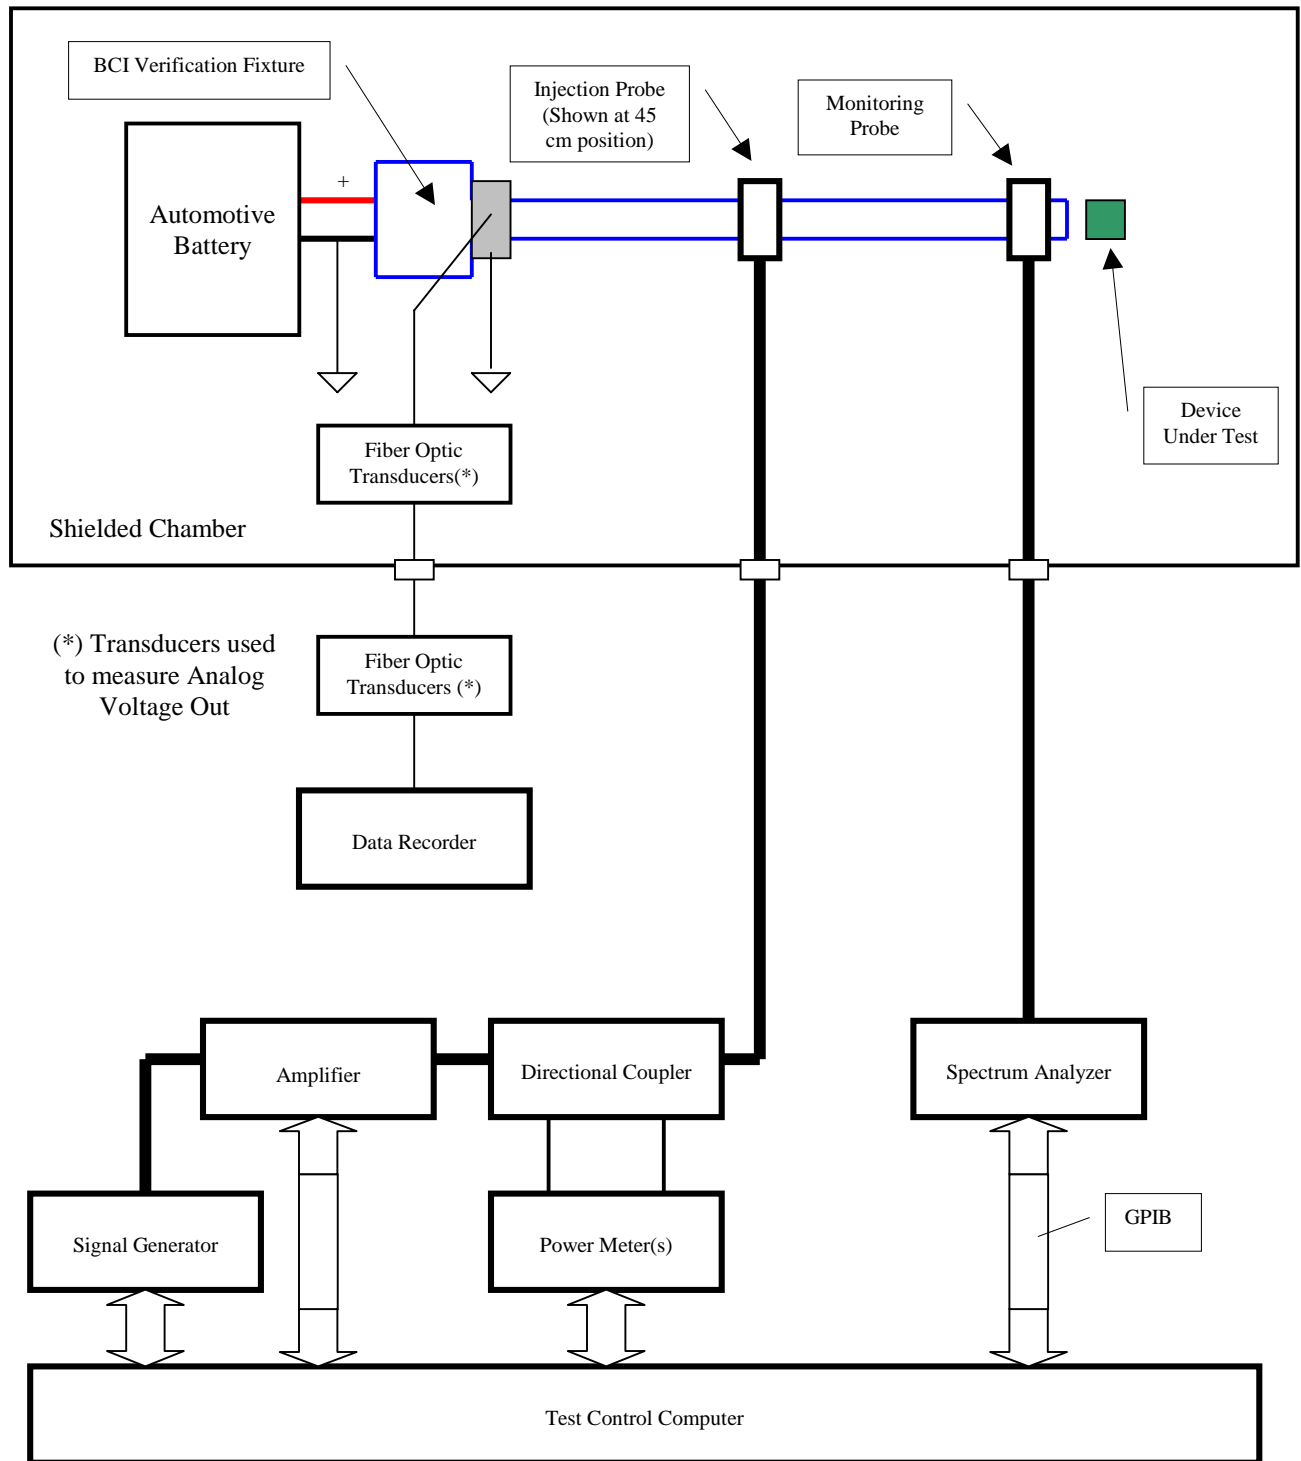 BCI Verification Fixture
Injection Probe
(Shown at 45
cm position)
Monitoring
Probe
+
Automotive
Battery
Device
Under Test
Fiber Optic
Transducers(*)
Shielded Chamber
(*) Transducers used
to measure Analog
Voltage Out
Fiber Optic
Transducers (*)
Data Recorder
Amplifier
Directional Coupler
Spectrum Analyzer
Signal Generator
Power Meter(s)
GPIB
Test Control Computer